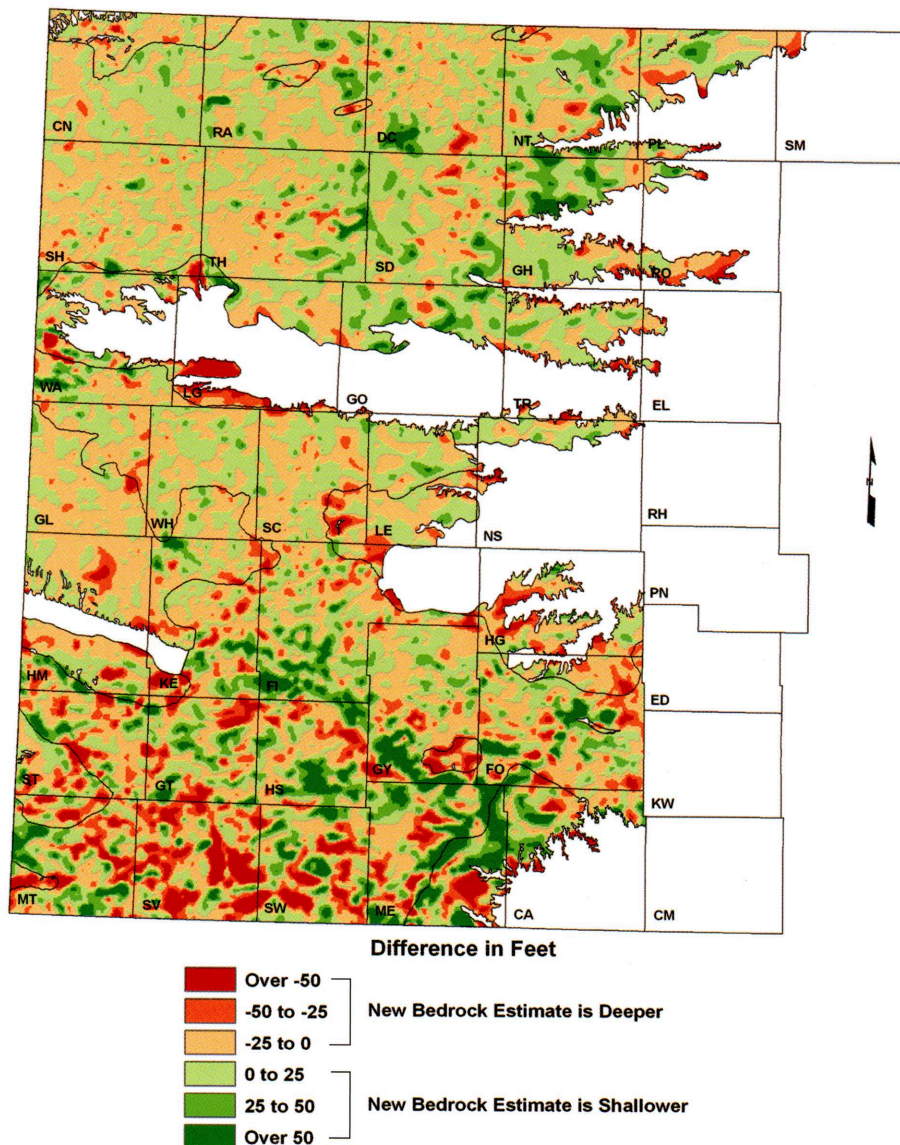 CN RA DC NT PL SM
SH TH SD GH RO
WA LG GO TR EL
GL WH SC LE NS RH
HM KE FI HG PN
ED
ST GT HS GY FO KW
MT SV SW ME CA CM
N
Difference in Feet
Over -50
-50 to -25
New Bedrock Estimate is Deeper
-25 to 0
0 to 25
25 to 50
New Bedrock Estimate is Shallower
Over 50